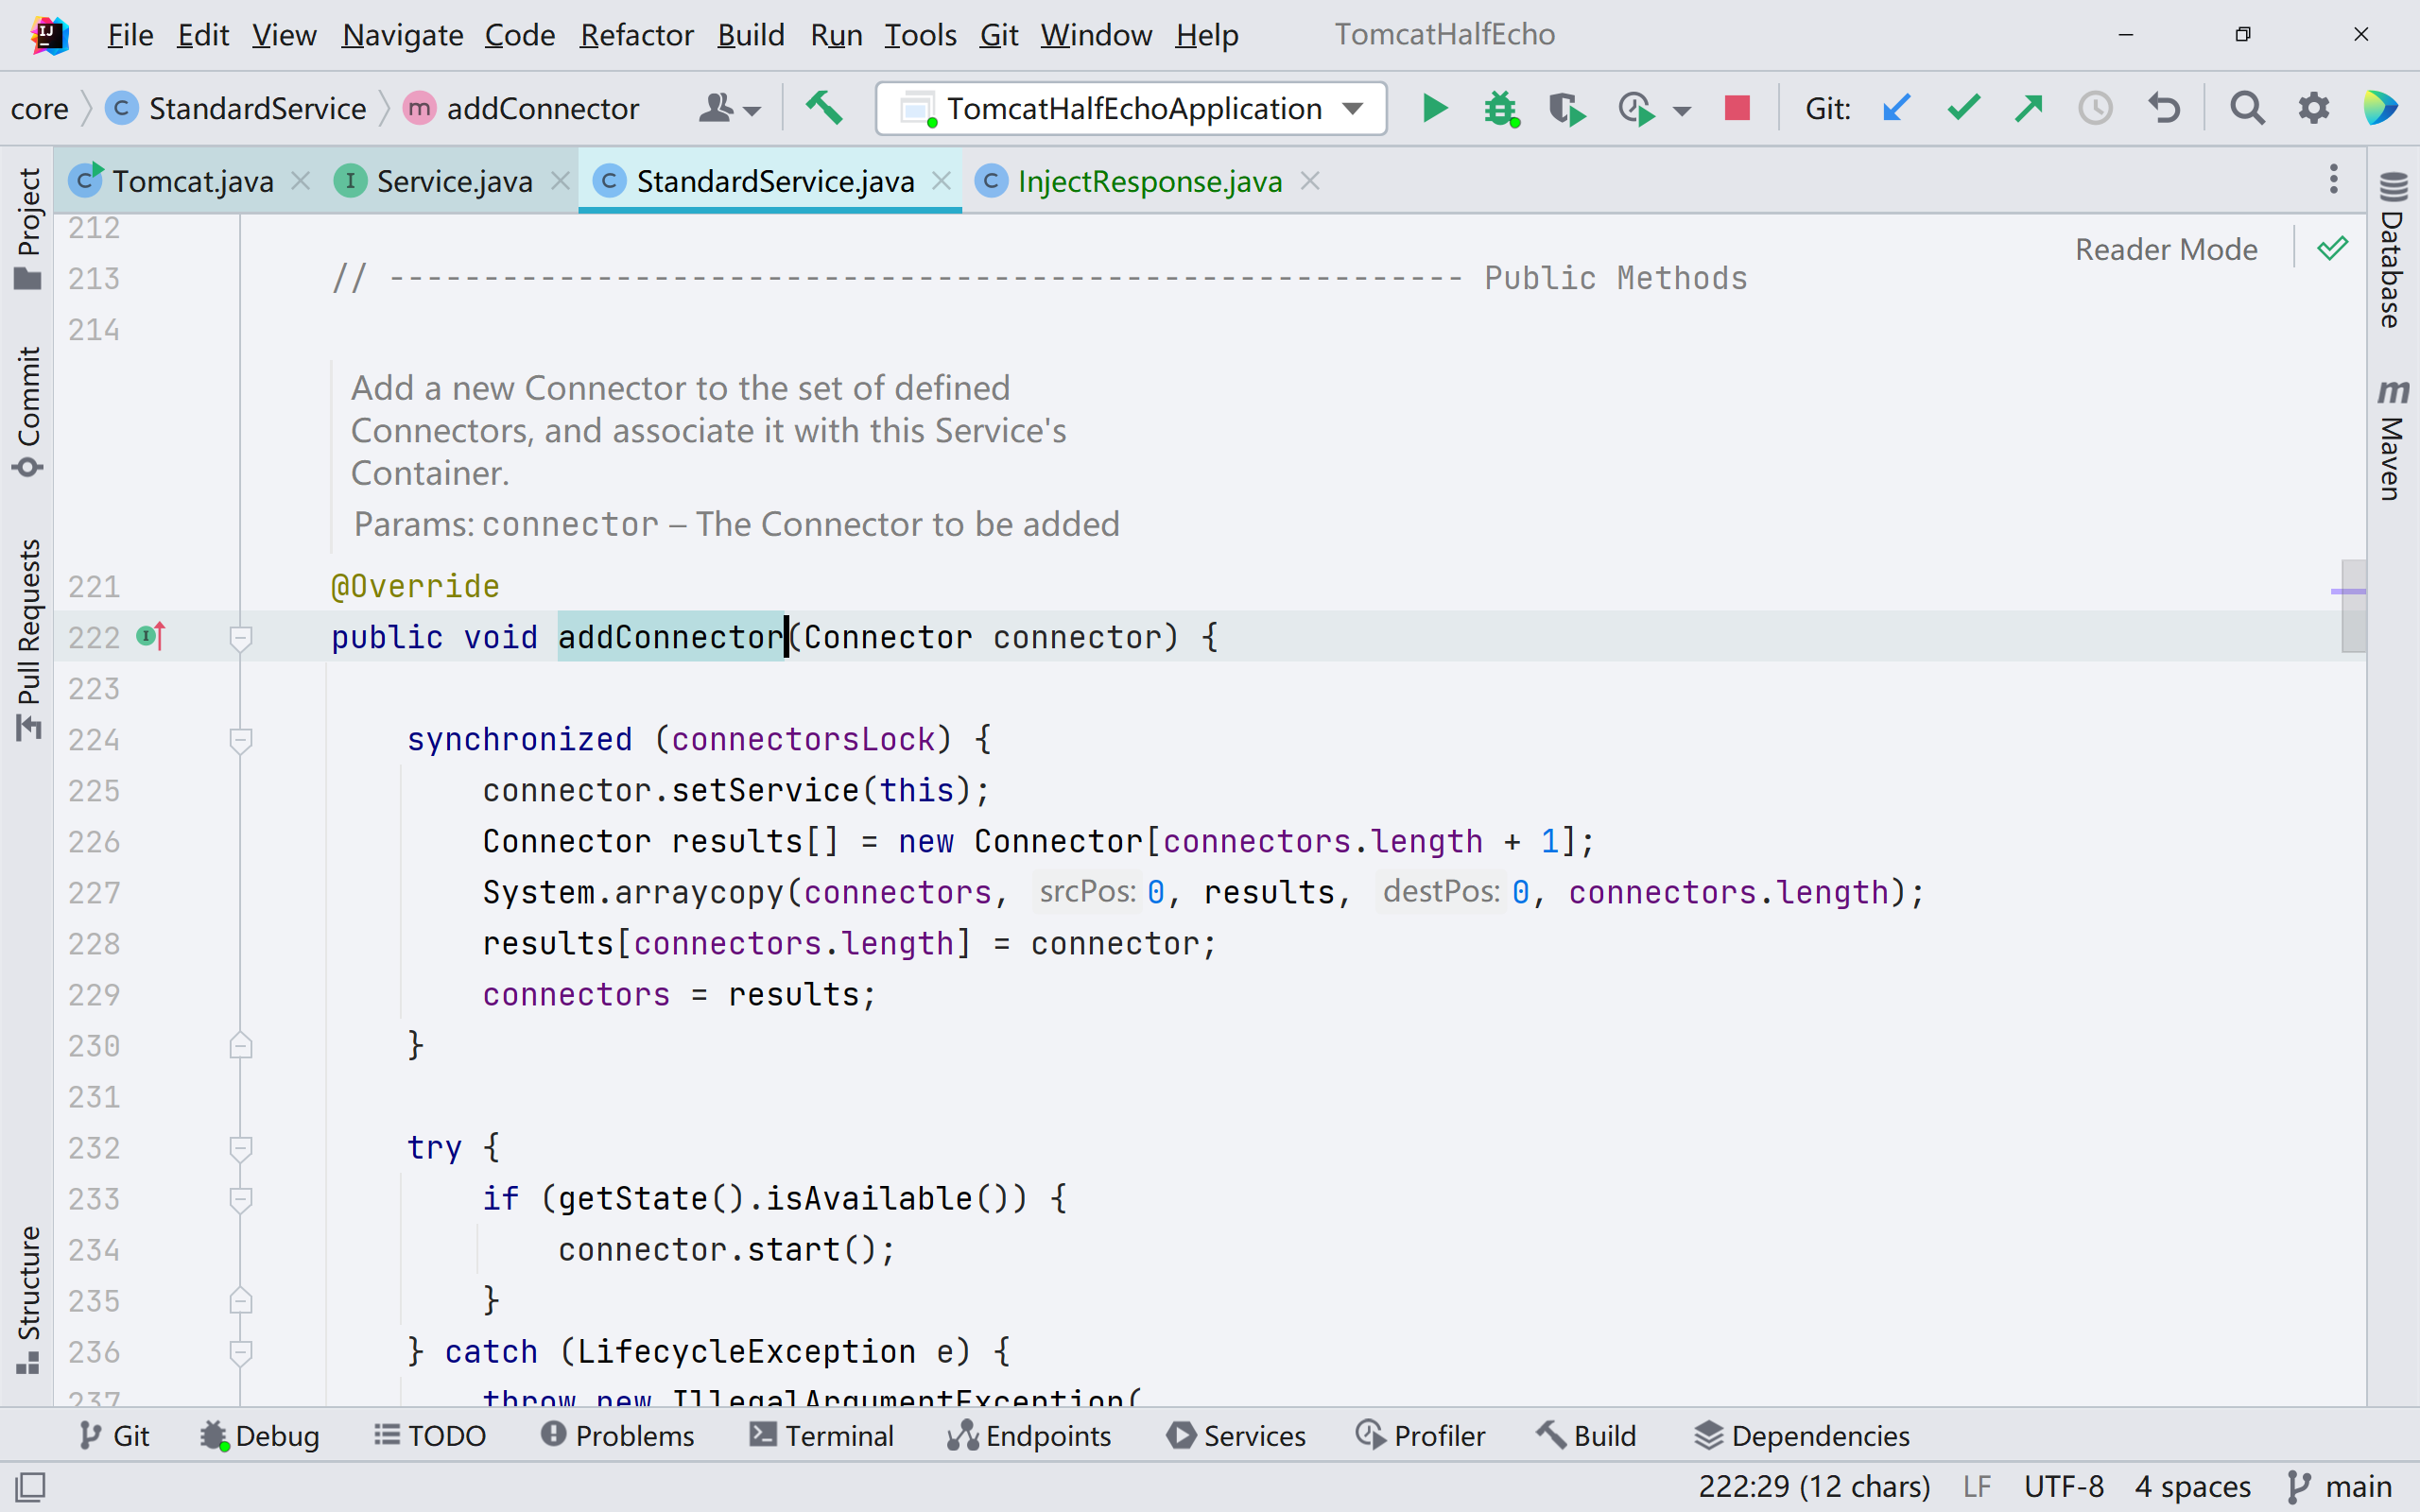 IJ
File Edit View Navigate Code Refactor Build Run Tools Git Window Help TomcatHalfEcho
core StandardService addConnector TomcatHalfEchoApplication Git:
Tomcat.java Service.java StandardService.java InjectResponse.java
Reader Mode
Project
Commit
Pull Requests
Structure
Database
Maven
212
213 // --------------------------------------------------------- Public Methods
214
Add a new Connector to the set of defined
Connectors, and associate it with this Service's
Container.
Params: connector – The Connector to be added
221 @Override
222 public void addConnector(Connector connector) {
223
224 synchronized (connectorsLock) {
225 connector.setService(this);
226 Connector results[] = new Connector[connectors.length + 1];
227 System.arraycopy(connectors, srcPos: 0, results, destPos: 0, connectors.length);
228 results[connectors.length] = connector;
229 connectors = results;
230 }
231
232 try {
233 if (getState().isAvailable()) {
234 connector.start();
235 }
236 } catch (LifecycleException e) {
237 throw new IllegalArgumentException(
Git Debug TODO Problems Terminal Endpoints Services Profiler Build Dependencies
222:29 (12 chars) LF UTF-8 4 spaces main